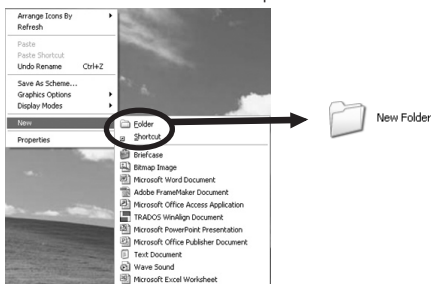 Arrange Icons By
Refresh
Paste
Paste Shortcut
Undo Rename Ctrl+Z
Save As Scheme...
Graphics Options
Display Modes
New
Properties
Folder
Shortcut
Briefcase
Bitmap Image
Microsoft Word Document
Adobe FrameMaker Document
Microsoft Office Access Application
TRADOS WinAlign Document
Microsoft PowerPoint Presentation
Microsoft Office Publisher Document
Text Document
Wave Sound
Microsoft Excel Worksheet
New Folder